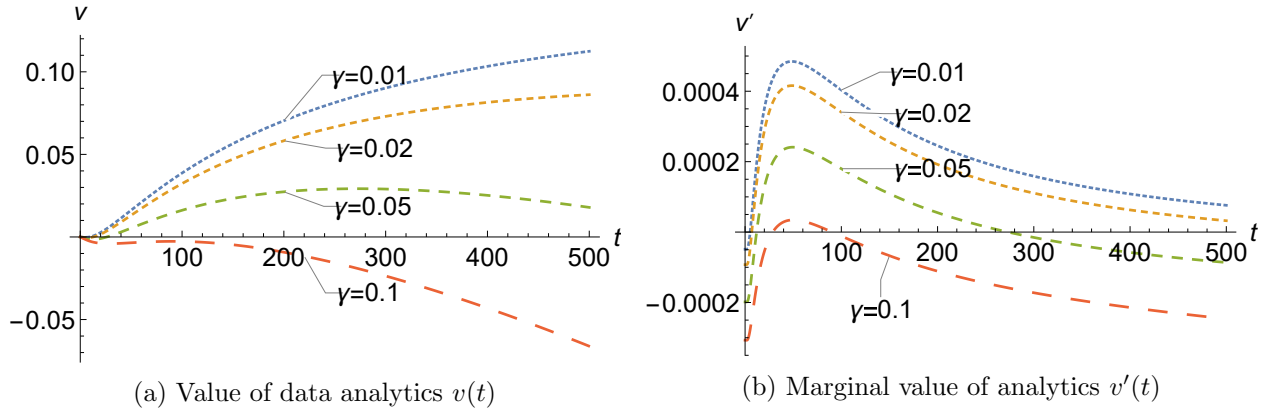 v
0.10
0.05
−0.05
γ=0.01
γ=0.02
γ=0.05
γ=0.1
100 200 300 400 500
t
(a) Value of data analytics v(t)
v′
0.0004
0.0002
−0.0002
γ=0.01
γ=0.02
γ=0.05
γ=0.1
100 200 300 400 500
t
(b) Marginal value of analytics v′(t)